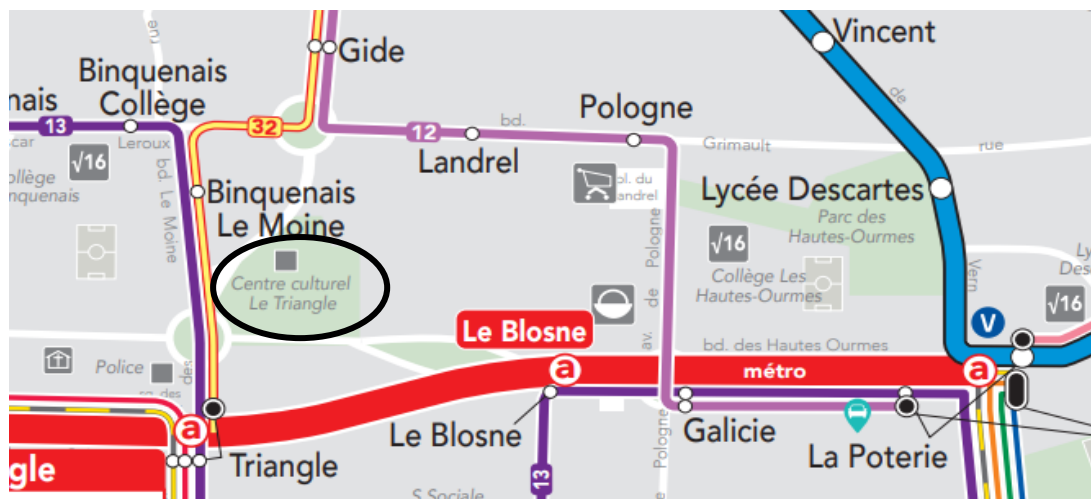 Vincent
Gide
rue
Binquenais
Collège
nais
13
32
12
bd.
Pologne
de
Landrel
Grimault
rue
Leroux
√16
bd. Le Moine
Binquenais
Le Moine
Lycée Descartes
Parc des
Hautes-Ourmes
pl. du
Pologne
√16
Collège Les
Hautes-Ourmes
Centre culturel
Le Triangle
de
Vern
√16
V
Le Blosne
av.
bd. des Hautes Ourmes
Police
des
a
métro
a
a
Le Blosne
Galicie
La Poterie
Triangle
gle
13
Pologne
S. Sociale